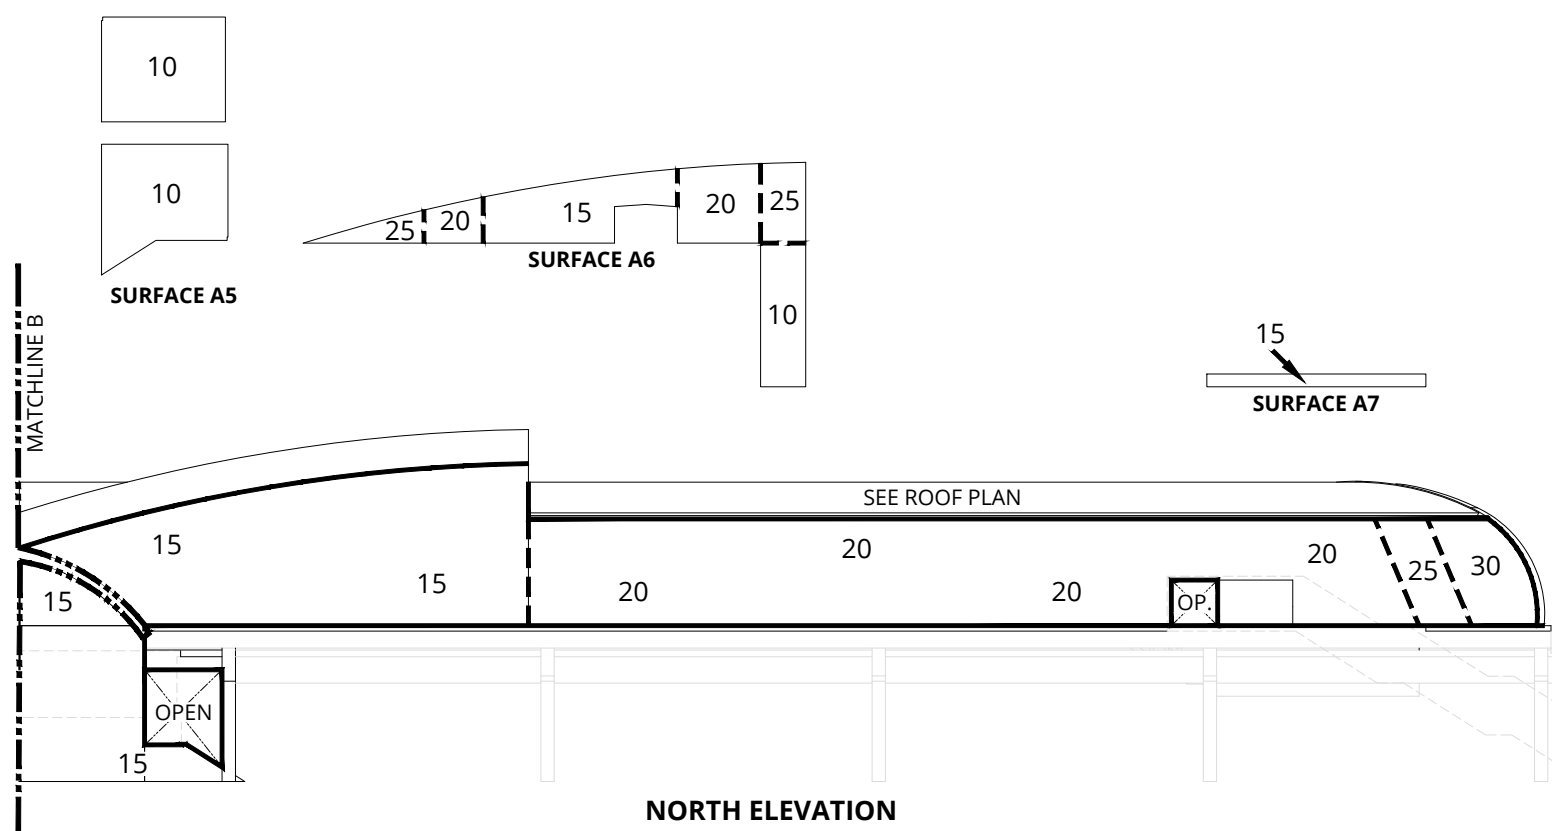 10
10
SURFACE A5
25
20
15
20
25
SURFACE A6
10
15
SURFACE A7
MATCHLINE B
SEE ROOF PLAN
15
15
15
20
20
20
20
25
30
OP.
OPEN
15
NORTH ELEVATION